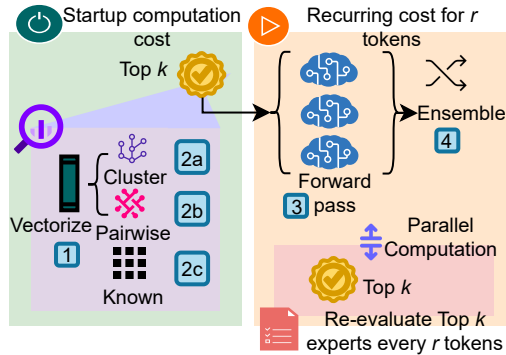 Startup computation
cost
Top k
Cluster
2a
Vectorize
1
2b
Pairwise
2c
Known
Recurring cost for r
tokens
Ensemble
4
Forward
3 pass
Parallel
Computation
Top k
Re-evaluate Top k
experts every r tokens